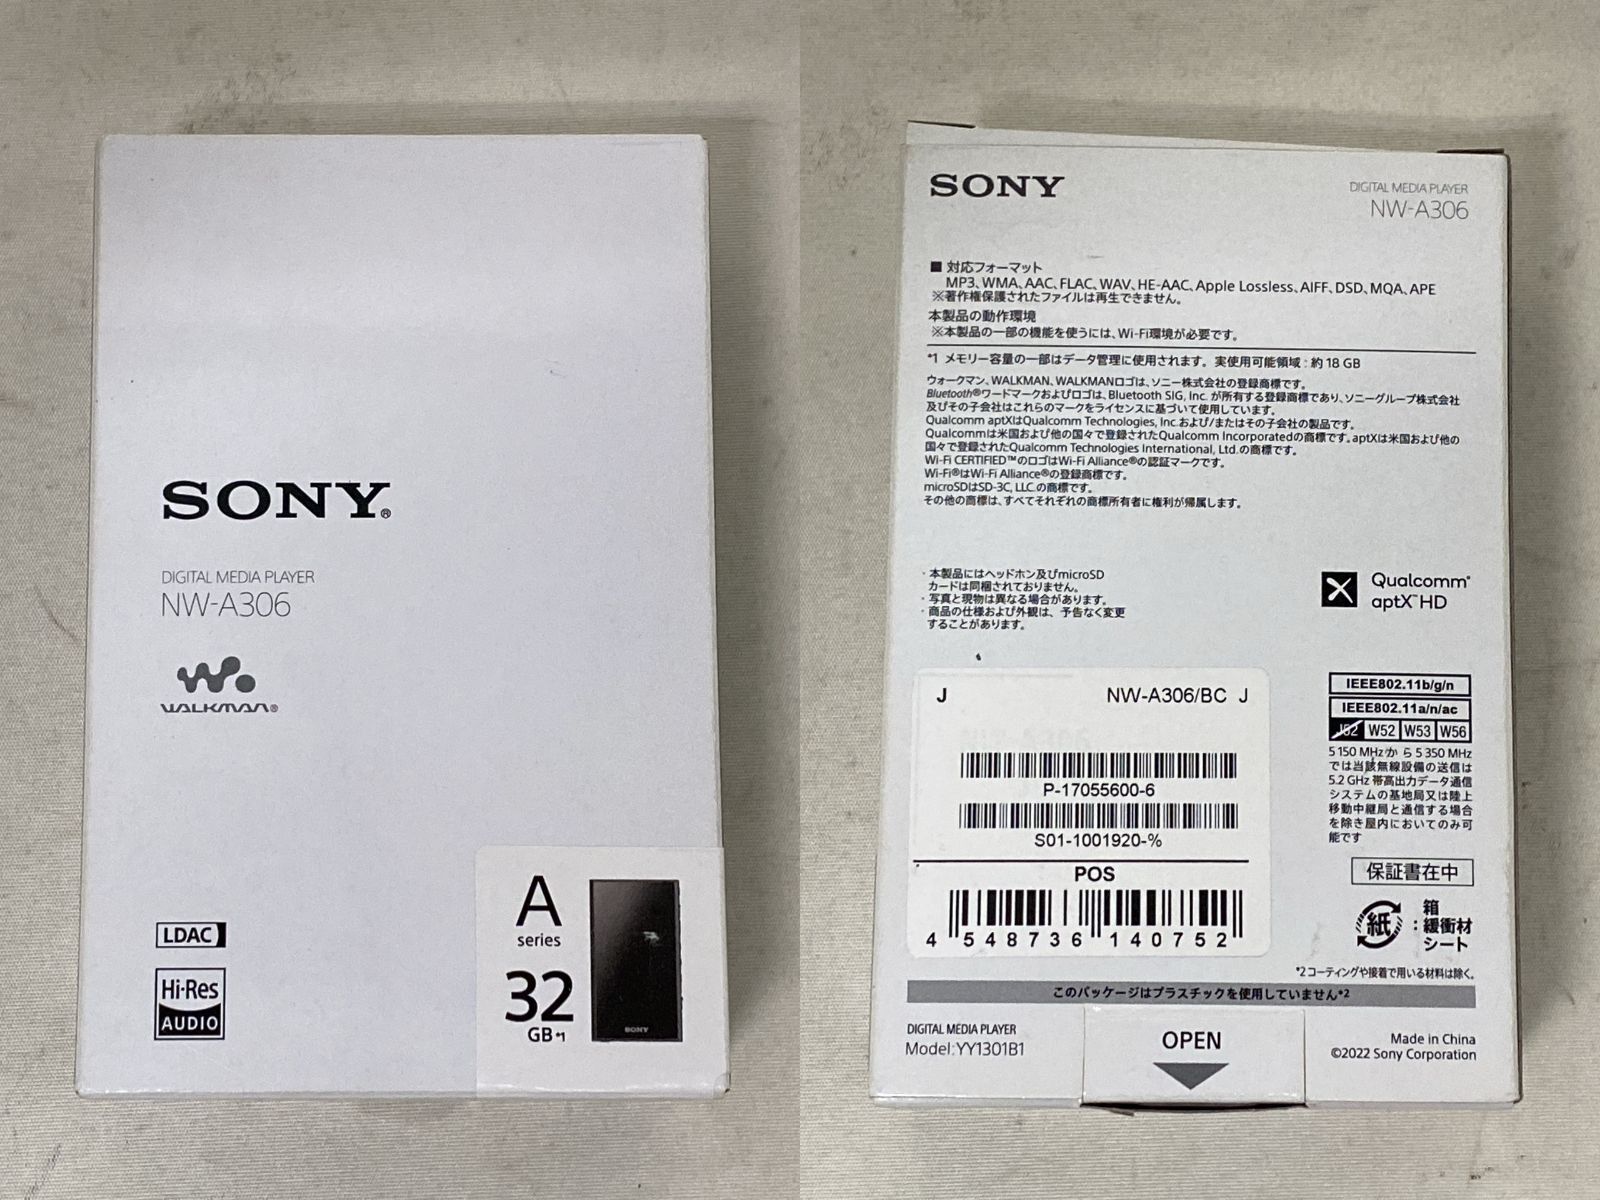 SONY®
DIGITAL MEDIA PLAYER
NW-A306
WALKMAN®
LDAC
Hi-Res
AUDIO
A
series
32
GB*1
SONY
SONY
DIGITAL MEDIA PLAYER
NW-A306
■ 対応フォーマット
MP3、WMA、AAC、FLAC、WAV、HE-AAC、Apple Lossless、AIFF、DSD、MQA、APE
※著作権保護されたファイルは再生できません。
本製品の動作環境
※本製品の一部の機能を使うには、Wi-Fi環境が必要です。
*1 メモリー容量の一部はデータ管理に使用されます。実使用可能領域：約 18 GB
ウォークマン、WALKMAN、WALKMANロゴは、ソニー株式会社の登録商標です。
Bluetooth®ワードマークおよびロゴは、Bluetooth SIG, Inc. が所有する登録商標であり、ソニーグループ株式会社
及びその子会社はこれらのマークをライセンスに基づいて使用しています。
Qualcomm aptXはQualcomm Technologies, Inc.および/またはその子会社の製品です。
Qualcommは米国および他の国々で登録されたQualcomm Incorporatedの商標です。aptXは米国および他の
国々で登録されたQualcomm Technologies International, Ltd.の商標です。
Wi-Fi CERTIFIED™のロゴはWi-Fi Alliance®の認証マークです。
Wi-Fi®はWi-Fi Alliance®の登録商標です。
microSDはSD-3C, LLC.の商標です。
その他の商標は、すべてそれぞれの商標所有者に権利が帰属します。
・本製品にはヘッドホン及びmicroSD
カードは同梱されておりません。
・写真と現物は異なる場合があります。
・商品の仕様および外観は、予告なく変更
することがあります。
Qualcomm®
aptX™ HD
J NW-A306/BC J
P-17055600-6
S01-1001920-%
POS
4 548736 140752
IEEE802.11b/g/n
IEEE802.11a/n/ac
J52 W52 W53 W56
5 150 MHzから 5 350 MHz
では当該無線設備の送信は
5.2 GHz 帯高出力データ通信
システムの基地局又は陸上
移動中継局と通信する場合
を除き屋内においてのみ可
能です
保証書在中
紙
：箱
緩衝材
シート
*2 コーティングや接着で用いる材料は除く。
このパッケージはプラスチックを使用していません*2
DIGITAL MEDIA PLAYER
Model: YY1301B1
OPEN
Made in China
©2022 Sony Corporation